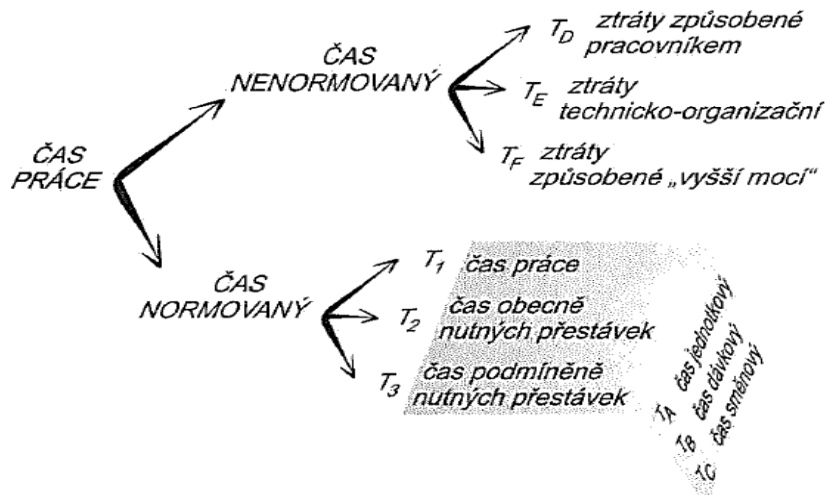 ČAS
PRÁCE
ČAS
NENORMOVANÝ
T_D ztráty způsobené
pracovníkem
T_E ztráty
technicko-organizační
T_F ztráty
způsobené „vyšší mocí“
ČAS
NORMOVANÝ
T_1 čas práce
T_2 čas obecně
nutných přestávek
T_3 čas podmíněně
nutných přestávek
T_A čas jednotkový
T_B čas dávkový
T_C čas směnový